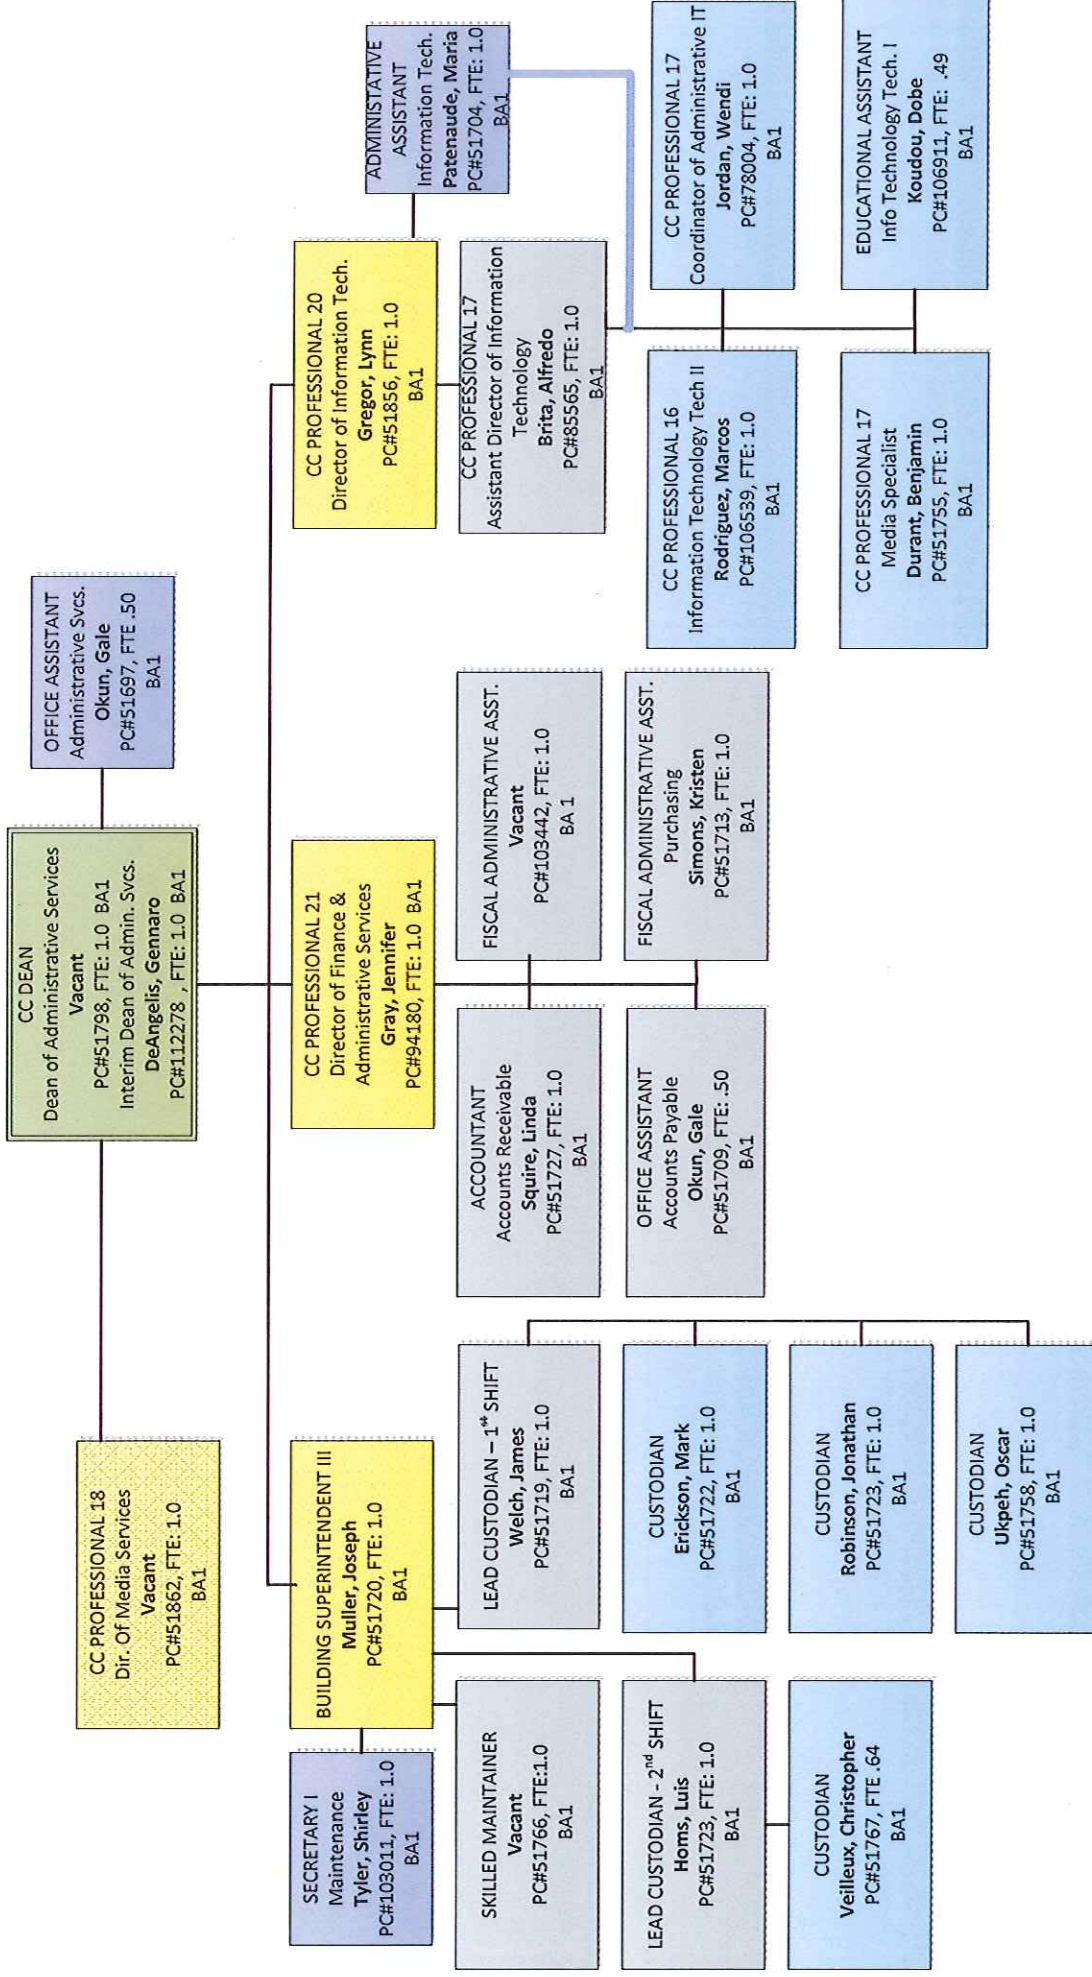 CC DEAN
Dean of Administrative Services
Vacant
PC#51798, FTE: 1.0 BA1
Interim Dean of Admin. Svcs.
DeAngelis, Gennaro
PC#112278 , FTE: 1.0 BA1
OFFICE ASSISTANT
Administrative Svcs.
Okun, Gale
PC#51697, FTE .50
BA1
CC PROFESSIONAL 18
Dir. Of Media Services
Vacant
PC#51862, FTE: 1.0
BA1
SECRETARY I
Maintenance
Tyler, Shirley
PC#103011, FTE: 1.0
BA1
BUILDING SUPERINTENDENT III
Muller, Joseph
PC#51720, FTE: 1.0
BA1
CC PROFESSIONAL 21
Director of Finance &
Administrative Services
Gray, Jennifer
PC#94180, FTE: 1.0 BA1
CC PROFESSIONAL 20
Director of Information Tech.
Gregor, Lynn
PC#51856, FTE: 1.0
BA1
ADMINISTATIVE
ASSISTANT
Information Tech.
Patenaude, Maria
PC#51704, FTE: 1.0
BA1
SKILLED MAINTAINER
Vacant
PC#51766, FTE:1.0
BA1
LEAD CUSTODIAN – 1st SHIFT
Welch, James
PC#51719, FTE: 1.0
BA1
ACCOUNTANT
Accounts Receivable
Squire, Linda
PC#51727, FTE: 1.0
BA1
FISCAL ADMINISTRATIVE ASST.
Vacant
PC#103442, FTE: 1.0
BA 1
CC PROFESSIONAL 17
Assistant Director of Information
Technology
Brita, Alfredo
PC#85565, FTE: 1.0
BA1
LEAD CUSTODIAN - 2nd SHIFT
Homs, Luis
PC#51723, FTE: 1.0
BA1
CUSTODIAN
Erickson, Mark
PC#51722, FTE: 1.0
BA1
OFFICE ASSISTANT
Accounts Payable
Okun, Gale
PC#51709, FTE: .50
BA1
FISCAL ADMINISTRATIVE ASST.
Purchasing
Simons, Kristen
PC#51713, FTE: 1.0
BA1
CC PROFESSIONAL 16
Information Technology Tech II
Rodriguez, Marcos
PC#106539, FTE: 1.0
BA1
CC PROFESSIONAL 17
Coordinator of Administrative IT
Jordan, Wendi
PC#78004, FTE: 1.0
BA1
CUSTODIAN
Veilleux, Christopher
PC#51767, FTE .64
BA1
CUSTODIAN
Robinson, Jonathan
PC#51723, FTE: 1.0
BA1
CC PROFESSIONAL 17
Media Specialist
Durant, Benjamin
PC#51755, FTE: 1.0
BA1
EDUCATIONAL ASSISTANT
Info Technology Tech. I
Koudou, Dobe
PC#106911, FTE: .49
BA1
CUSTODIAN
Ukpeh, Oscar
PC#51758, FTE: 1.0
BA1